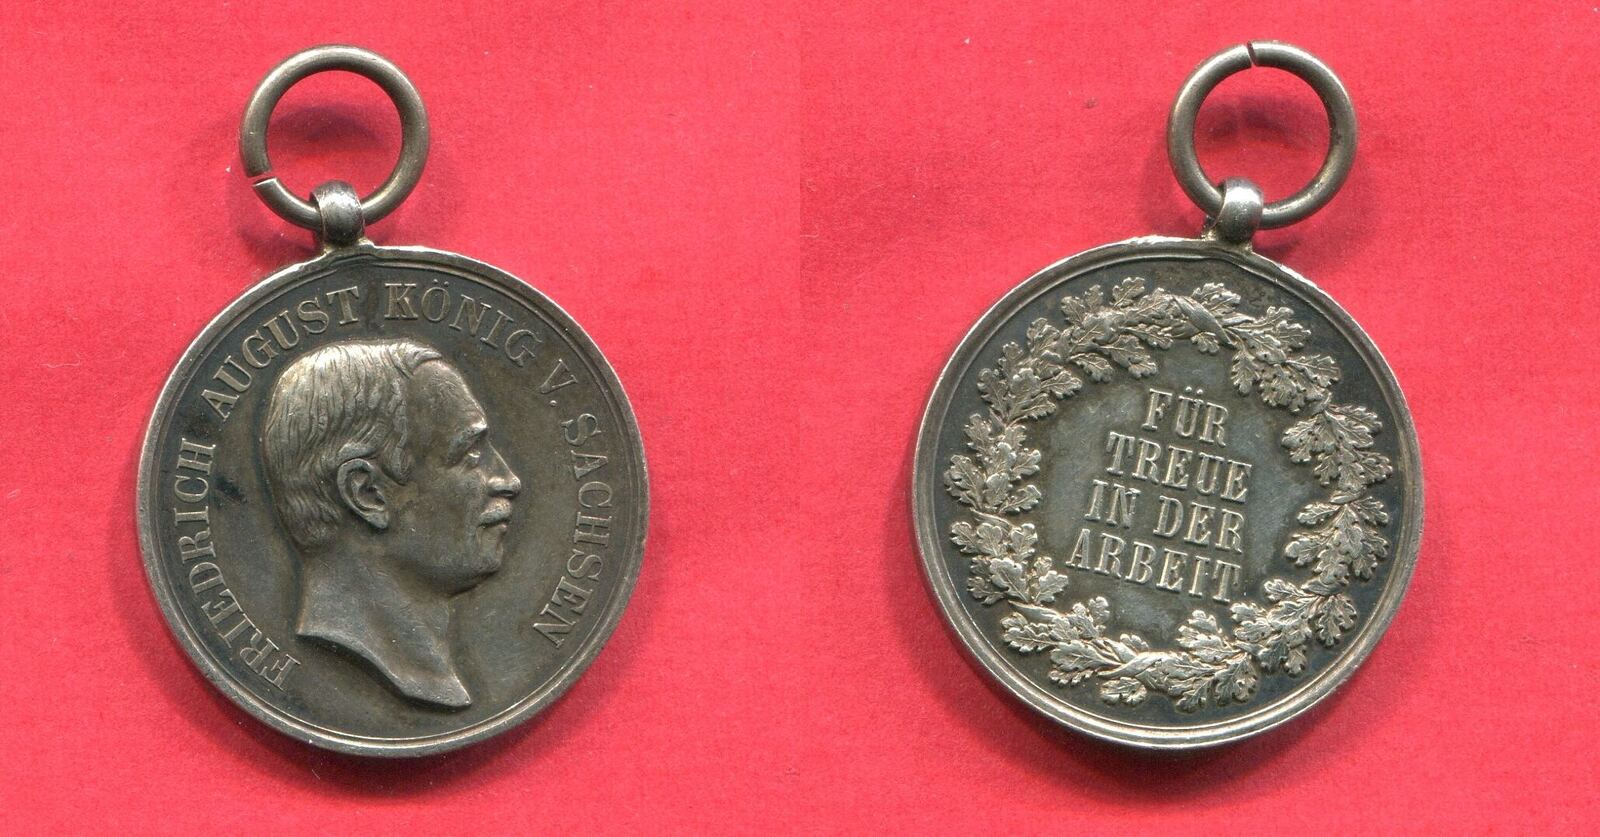 FRIEDRICH AUGUST KÖNIG V. SACHSEN
FÜR
TREUE
IN DER
ARBEIT